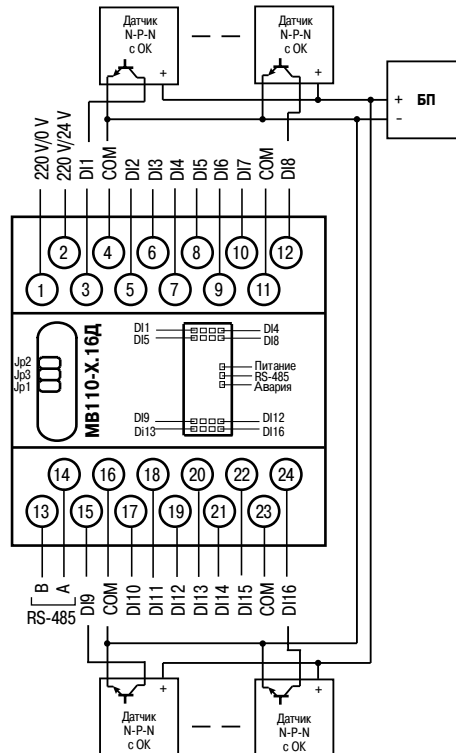 Датчик
N-P-N
с ОК
Датчик
N-P-N
с ОК
+
+
+
-
БП
220 V/0 V
220 V/24 V
DI1
COM
DI2
DI3
DI4
DI5
DI6
DI7
COM
DI8
2
4
6
8
10
12
1
3
5
7
9
11
Jp2
Jp3
Jp1
МВ110-Х.16Д
DI1
DI4
DI5
DI8
Питание
RS-485
Авария
DI9
DI12
Di13
DI16
14
16
18
20
22
24
13
15
17
19
21
23
B
A
DI9
COM
DI10
DI11
DI12
DI13
DI14
DI15
COM
DI16
RS-485
+
+
Датчик
N-P-N
с ОК
Датчик
N-P-N
с ОК